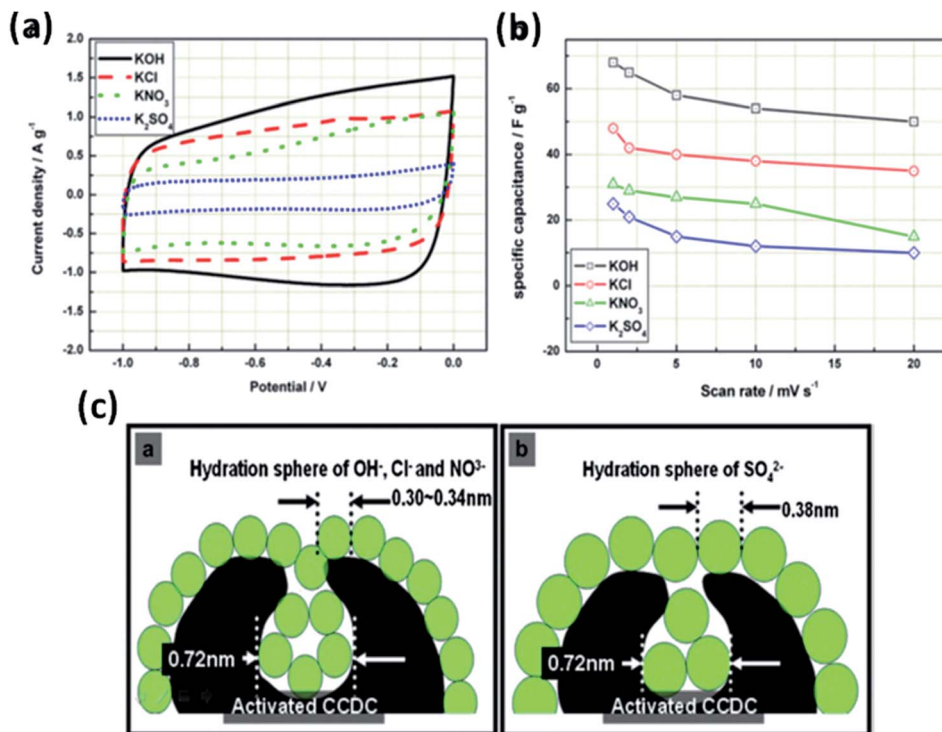 (a)
2.0
1.5
1.0
0.5
0.0
-0.5
-1.0
-1.5
2.0
Current density / A g⁻¹
KOH
KCl
KNO₃
K₂SO₄
-1.0 -0.8 -0.6 -0.4 -0.2 0.0
Potential / V
(b)
60
40
20
0
-20
specific capacitance / F g⁻¹
KOH
KCl
KNO₃
K₂SO₄
0 5 10 15 20
Scan rate / mV s⁻¹
(c)
a
Hydration sphere of OH⁻, Cl⁻ and NO³⁻
0.30~0.34nm
0.72nm
Activated CCDC
b
Hydration sphere of SO₄²⁻
0.38nm
0.72nm
Activated CCDC